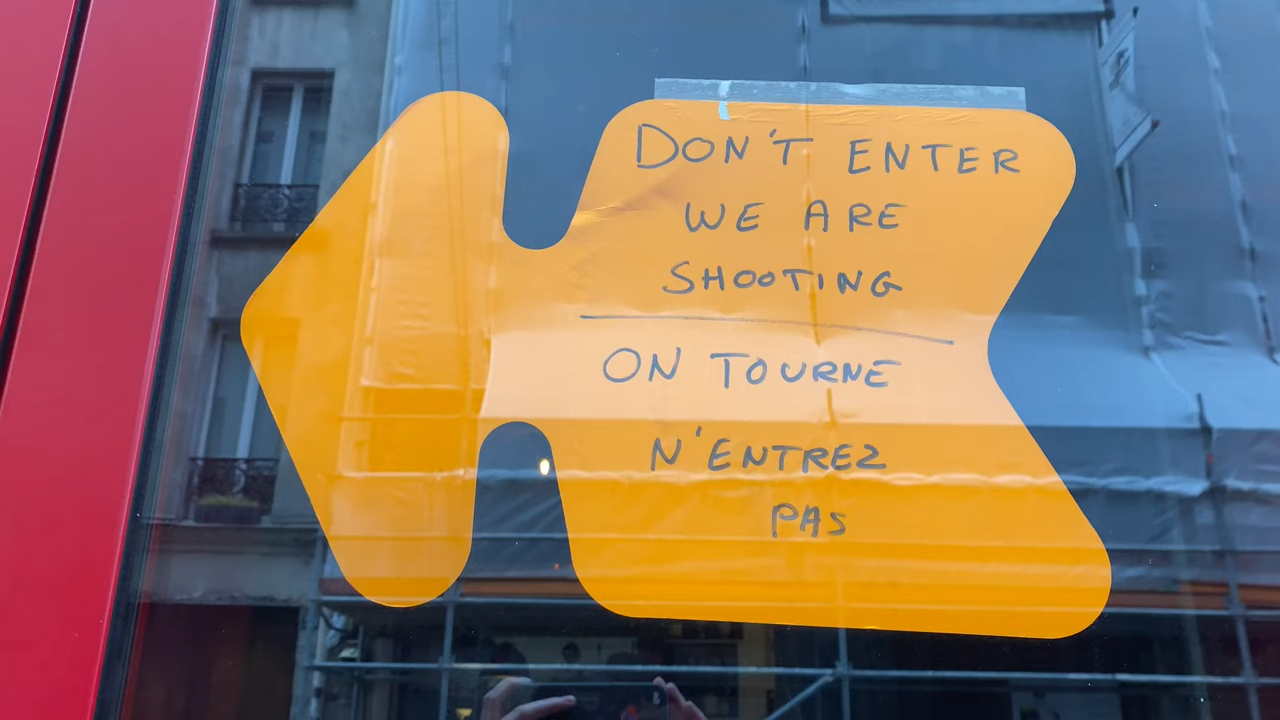 DON'T ENTER
WE ARE
SHOOTING
ON TOURNE
N'ENTREZ
PAS